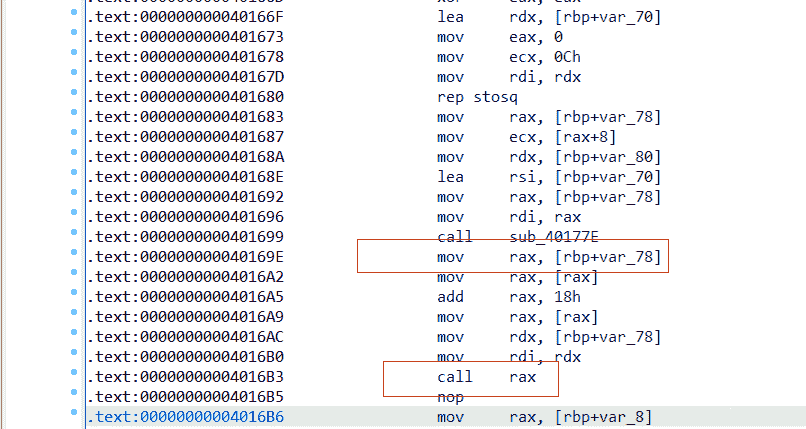 .text:000000000040166F lea rdx, [rbp+var_70]
.text:0000000000401673 mov eax, 0
.text:0000000000401678 mov ecx, 0Ch
.text:000000000040167D mov rdi, rdx
.text:0000000000401680 rep stosq
.text:0000000000401683 mov rax, [rbp+var_78]
.text:0000000000401687 mov ecx, [rax+8]
.text:000000000040168A mov rdx, [rbp+var_80]
.text:000000000040168E lea rsi, [rbp+var_70]
.text:0000000000401692 mov rax, [rbp+var_78]
.text:0000000000401696 mov rdi, rax
.text:0000000000401699 call sub_40177E
.text:000000000040169E mov rax, [rbp+var_78]
.text:00000000004016A2 mov rax, [rax]
.text:00000000004016A5 add rax, 18h
.text:00000000004016A9 mov rax, [rax]
.text:00000000004016AC mov rdx, [rbp+var_78]
.text:00000000004016B0 mov rdi, rdx
.text:00000000004016B3 call rax
.text:00000000004016B5 nop
.text:00000000004016B6 mov rax, [rbp+var_8]